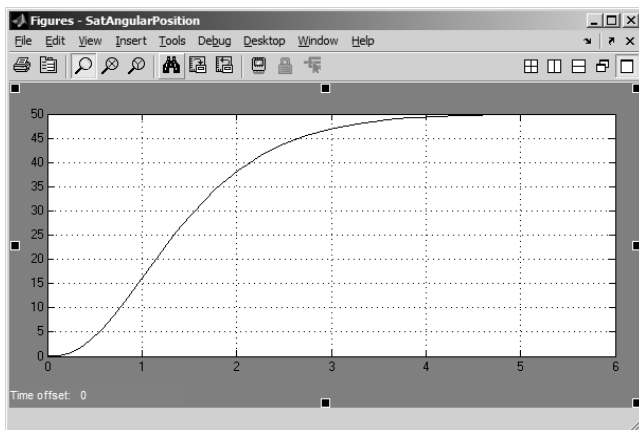 Figures - SatAngularPosition
File Edit View Insert Tools Debug Desktop Window Help
50
45
40
35
30
25
20
15
10
5
0
0 1 2 3 4 5 6
Time offset: 0